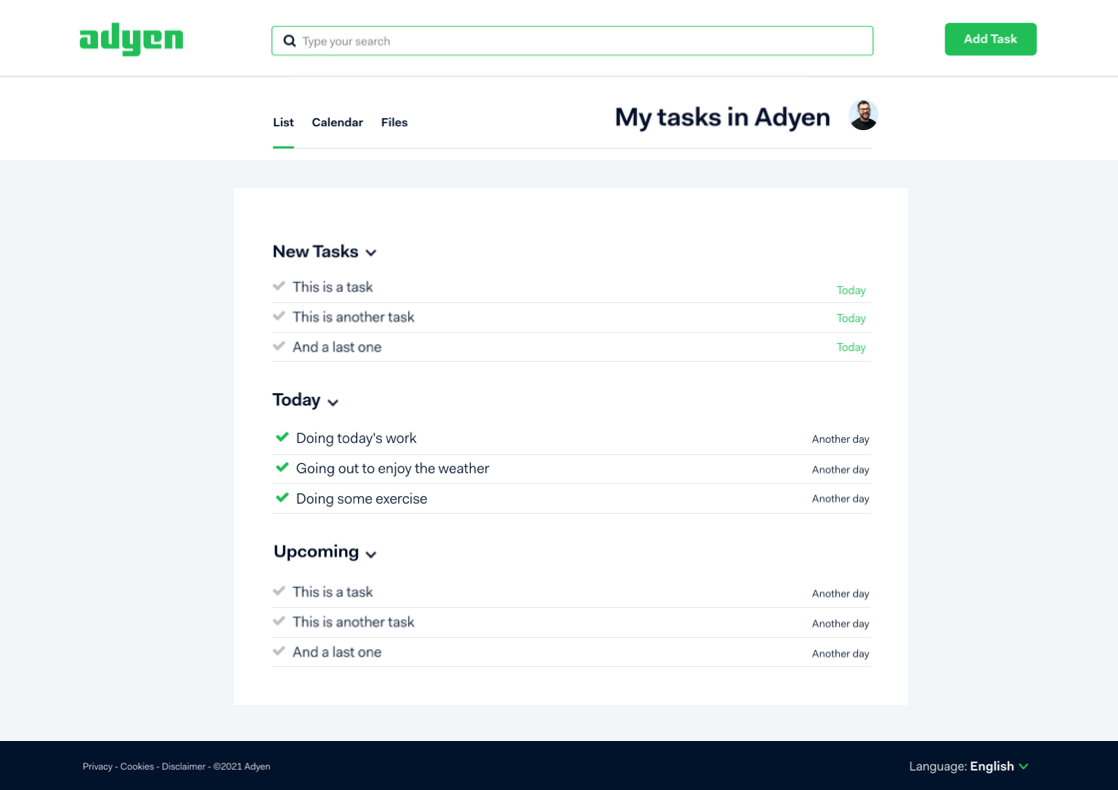 adyen
Type your search
Add Task
List Calendar Files
My tasks in Adyen
New Tasks
This is a task Today
This is another task Today
And a last one Today
Today
Doing today's work Another day
Going out to enjoy the weather Another day
Doing some exercise Another day
Upcoming
This is a task Another day
This is another task Another day
And a last one Another day
Privacy - Cookies - Disclaimer - ©2021 Adyen
Language: English